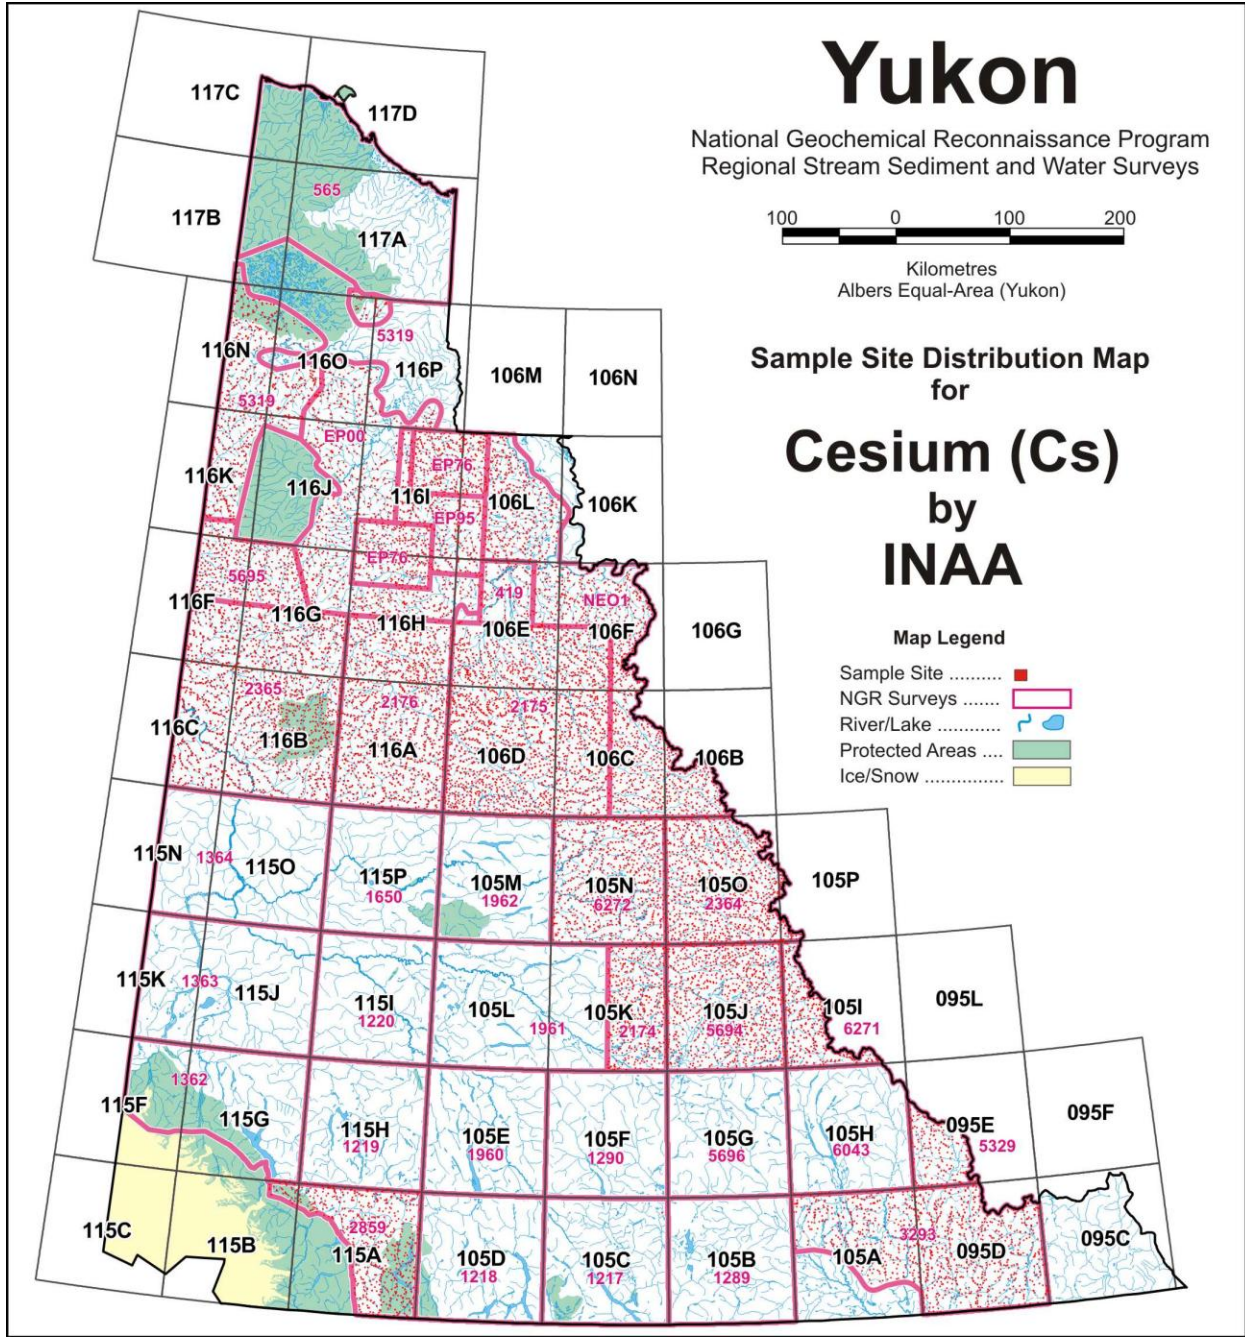 Yukon
National Geochemical Reconnaissance Program
Regional Stream Sediment and Water Surveys
100 0 100 200
Kilometres
Albers Equal-Area (Yukon)
Sample Site Distribution Map
for
Cesium (Cs)
by
INAA
Map Legend
Sample Site ..........
NGR Surveys .......
River/Lake ............
Protected Areas ....
Ice/Snow ...............
117C
117D
565
117B
117A
5319
116N
116O
116P
106M
106N
5319
EP00
EP76
116K
116J
116I
106L
106K
EP95
EP76
5695
419
NEO1
116F
116G
116H
106E
106F
106G
2365
2176
2175
116C
116B
116A
106D
106C
106B
115N
1364
115O
115P
1650
105M
1962
105N
6272
105O
2364
105P
115K
1363
115J
115I
1220
105L
1961
105K
2174
105J
5694
105I
6271
095L
1362
115F
115G
115H
1219
105E
1960
105F
1290
105G
5696
105H
6043
095E
5329
095F
115C
115B
2859
115A
105D
1218
105C
1217
105B
1289
105A
3293
095D
095C